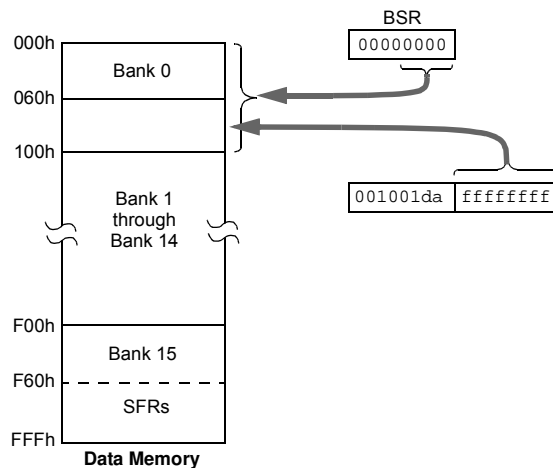 BSR
00000000
000h
Bank 0
060h
100h
001001da ffffffff
Bank 1
through
Bank 14
F00h
Bank 15
F60h
SFRs
FFFh
Data Memory